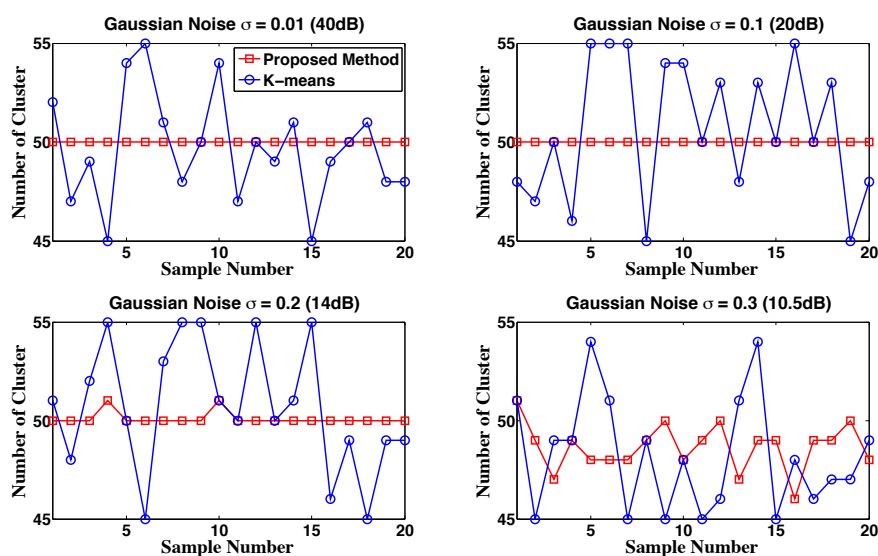 Gaussian Noise σ = 0.01 (40dB)
55
50
45
Number of Cluster
Proposed Method
K−means
5
10
15
20
Sample Number
Gaussian Noise σ = 0.1 (20dB)
55
50
45
Number of Cluster
5
10
15
20
Sample Number
Gaussian Noise σ = 0.2 (14dB)
55
50
45
Number of Cluster
5
10
15
20
Sample Number
Gaussian Noise σ = 0.3 (10.5dB)
55
50
45
Number of Cluster
5
10
15
20
Sample Number